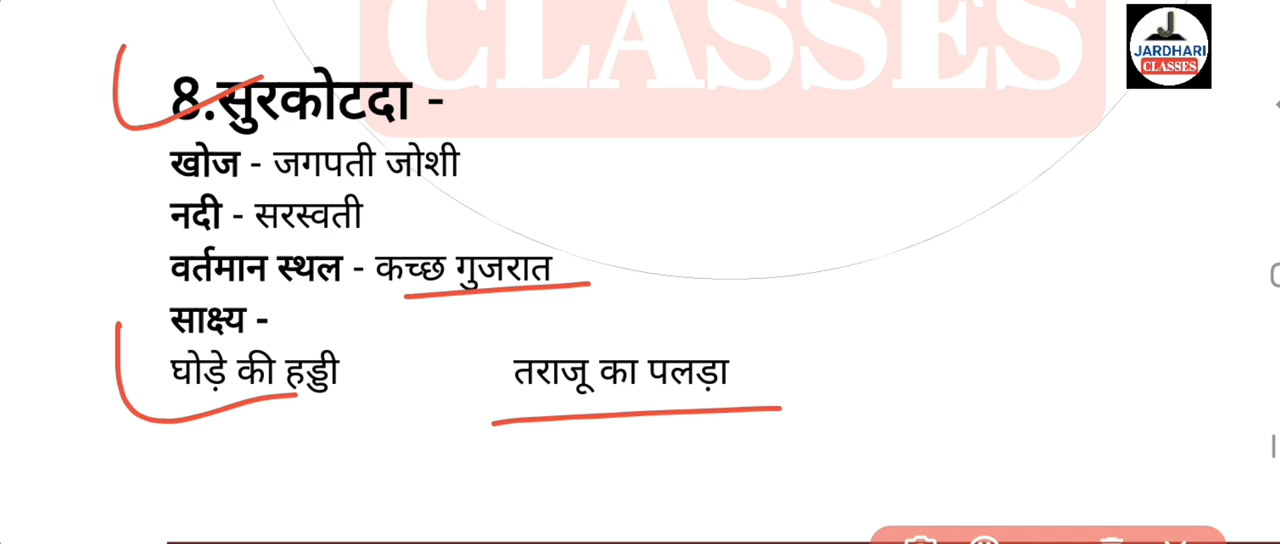 CLASSES
J
JARDHARI
CLASSES
8.सुरकोटदा -
खोज - जगपती जोशी
नदी - सरस्वती
वर्तमान स्थल - कच्छ गुजरात
साक्ष्य -
घोड़े की हड्डी तराजू का पलड़ा